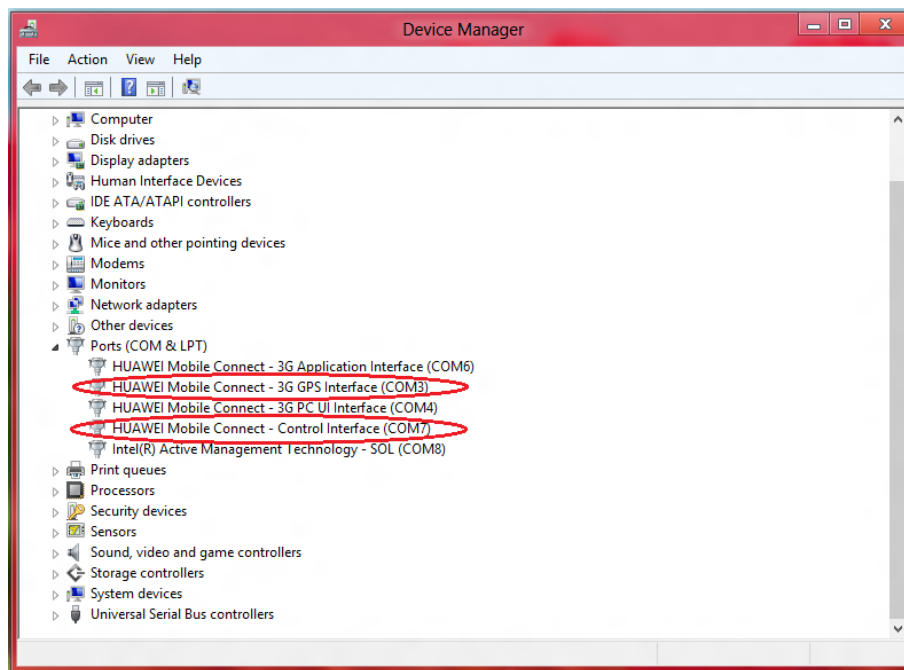 Device Manager
File Action View Help
Computer
Disk drives
Display adapters
Human Interface Devices
IDE ATA/ATAPI controllers
Keyboards
Mice and other pointing devices
Modems
Monitors
Network adapters
Other devices
Ports (COM & LPT)
HUAWEI Mobile Connect - 3G Application Interface (COM6)
HUAWEI Mobile Connect - 3G GPS Interface (COM3)
HUAWEI Mobile Connect - 3G PC UI Interface (COM4)
HUAWEI Mobile Connect - Control Interface (COM7)
Intel(R) Active Management Technology - SOL (COM8)
Print queues
Processors
Security devices
Sensors
Sound, video and game controllers
Storage controllers
System devices
Universal Serial Bus controllers